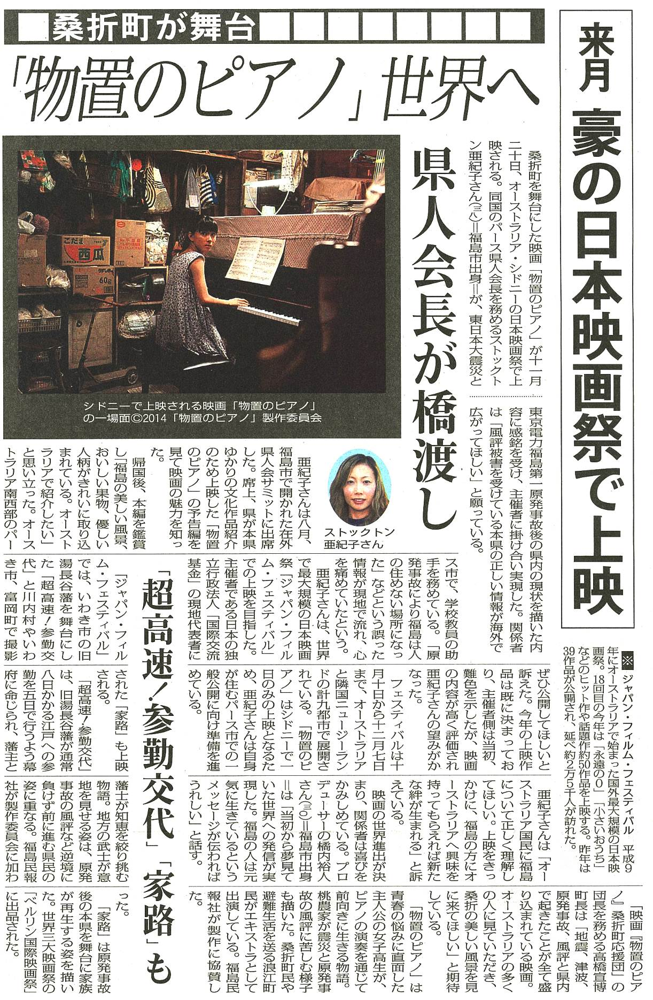 桑折町が舞台
「物置のピアノ」世界へ
来月 豪の日本映画祭で上映
県人会長が橋渡し
桑折町を舞台にした映画「物置のピアノ」が十一月
二十日、オーストラリア・シドニーの日本映画祭で上
映される。同国のパース県人会長を務めるストックト
ン亜紀子さん(三八)=福島市出身=が、東日本大震災と
東京電力福島第一原発事故後の県内の現状を描いた内
容に感銘を受け、主催者に掛け合い実現した。関係者
は「風評被害を受けている本県の正しい情報が海外で
広がってほしい」と願っている。
こだま
西瓜
60g
シドニーで上映される映画「物置のピアノ」
の一場面©2014「物置のピアノ」製作委員会
ストックトン
亜紀子さん
亜紀子さんは八月、
福島市で開かれた在外
県人会サミットに出席
した。席上、県が本県
ゆかりの文化作品紹介
のため上映した「物置
のピアノ」の予告編を
見て映画の魅力を知っ
た。
帰国後、本編を鑑賞
し「福島の美しい風景、
おいしい果物、優しい
人柄がきれいに取り込
まれている。オースト
ラリアで紹介したい」
と思い立った。オース
トラリア南西部のパー
ス市で、学校教員の助
手を務めている。「原
発事故により福島は人
の住めない場所になっ
た」などという誤った
情報が現地で流れ、心
を痛めていたという。
亜紀子さんは、世界
で最大規模の日本映画
祭「ジャパン・フィル
ム・フェスティバル」
での上映を目指した。
主催者である日本の独
立行政法人「国際交流
基金」の現地代表者に
ぜひ公開してほしいと
訴えた。今年の上映作
品は既に決まってお
り、主催者側は当初、
難色を示したが、映画
の内容が高く評価され
亜紀子さんの望みがか
なった。
フェスティバルは十
月十日から十二月七日
まで、オーストラリア
と隣国ニュージーラン
ドの計九都市で展開さ
れている。「物置のピ
アノ」はシドニーで一
日のみの上映となるた
め、亜紀子さんは自身
が住むパース市での一
般公開に向け準備を進
めている。
亜紀子さんは「オー
ストラリア国民に福島
について正しく理解し
てほしい。上映をきっ
かけに、福島の方にオ
ーストラリアへ興味を
持ってもらえれば新た
な絆が生まれる」と訴
えている。
映画の世界進出が決
まり、関係者は喜びを
かみしめている。プロ
デューサーの橘内裕人
さん(三〇)=福島市出身
=は「当初から夢見て
いた世界への発信が実
現した。福島の人は元
気に生きているという
メッセージが伝われば
うれしい」と話す。
「映画『物置のピア
ノ』桑折町応援団」の
団長を務める高橋宣博
町長は「地震、津波、
原発事故、風評と県内
で起きたことが全て盛
り込まれている映画。
オーストラリアの多く
の人に見ていただき、
桑折の美しい風景を見
に来てほしい」と期待
している。
「物置のピアノ」は
青春の悩みに直面した
主人公の女子高生が、
ピアノの演奏を通じて
前向きに生きる物語。
桃農家が震災と原発事
故の風評に苦しむ様子
も描いた。桑折町民や
避難生活を送る浪江町
民がエキストラとして
出演している。福島民
報社が製作に協賛し
た。
「超高速!参勤交代」「家路」も
「ジャパン・フィル
ム・フェスティバル」
では、いわき市の旧
湯長谷藩を舞台にし
た「超高速!参勤交
代」と川内村やいわ
き市、富岡町で撮影
された「家路」も上映
される。
「超高速!参勤交代」
は、旧湯長谷藩が通常
八日かかる江戸への参
勤を五日で行うよう幕
府に命じられ、藩主と
藩士が知恵を絞り挑む
物語。地方の武士が意
地を見せる姿は、原発
事故の風評など逆境に
負けず前に進む県民の
姿に重なる。福島民報
社が製作委員会に加わ
った。
「家路」は原発事故
後の本県を舞台に家族
が再生する姿を描い
た。世界三大映画祭の
「ベルリン国際映画祭」
に出品された。
※ジャパン・フィルム・フェスティバル 平成9
年にオーストラリアで始まった国外最大規模の日本映
画祭。18回目の今年は「永遠の0」「小さいおうち」
などのヒット作や話題作約50作品を上映する。昨年は
39作品が公開され、延べ約2万5千人が訪れた。